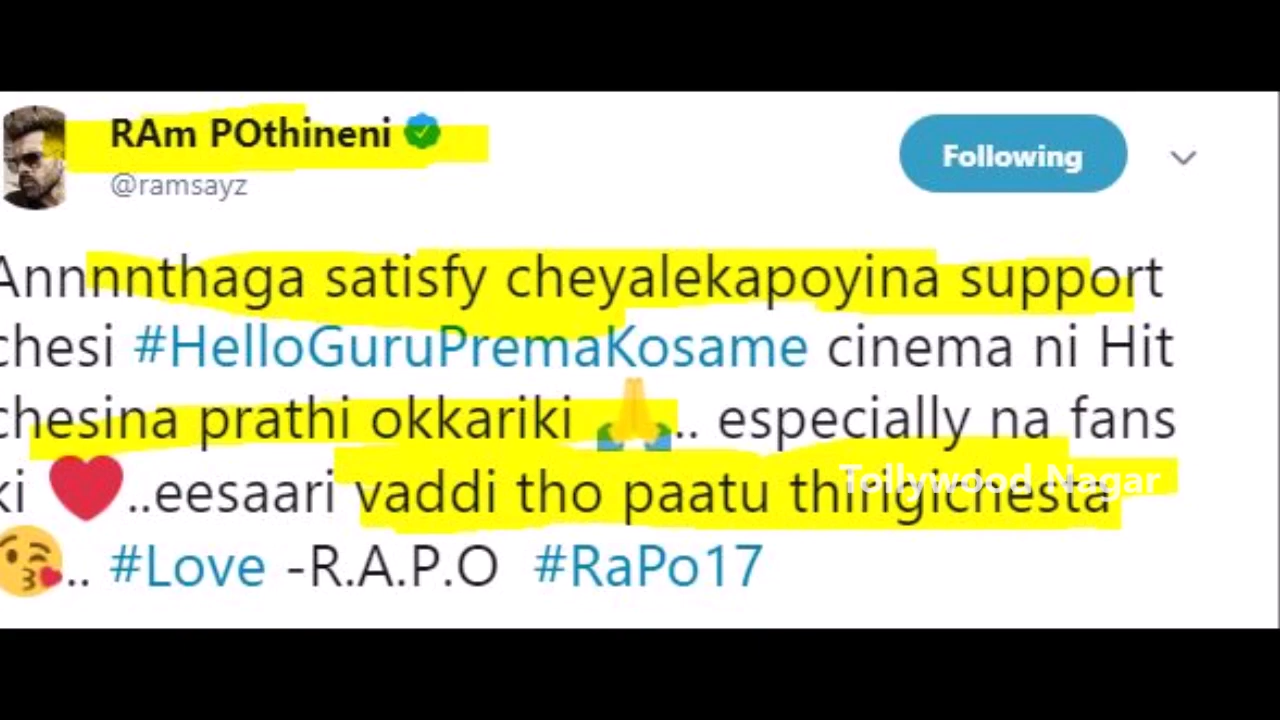 RAm POthineni
@ramsayz
Following
Annnnthaga satisfy cheyalekapoyina support
chesi #HelloGuruPremaKosame cinema ni Hit
chesina prathi okkariki 🙏.. especially na fans
ki ❤..eesaari vaddi tho paatu thirigichesta
Tollywood Nagar
😘.. #Love -R.A.P.O #RaPo17